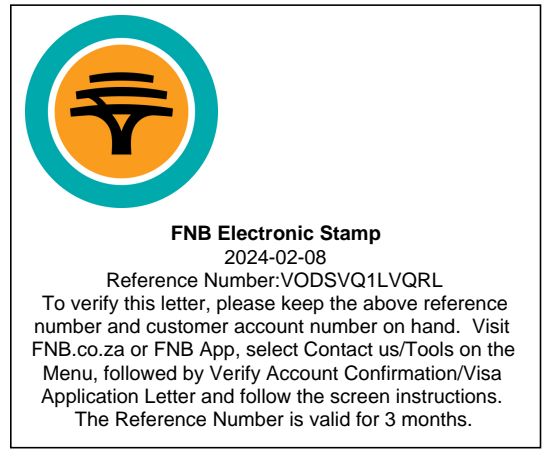 FNB Electronic Stamp
2024-02-08
Reference Number:VODSVQ1LVQRL
To verify this letter, please keep the above reference
number and customer account number on hand.  Visit
FNB.co.za or FNB App, select Contact us/Tools on the
Menu, followed by Verify Account Confirmation/Visa
Application Letter and follow the screen instructions.
The Reference Number is valid for 3 months.